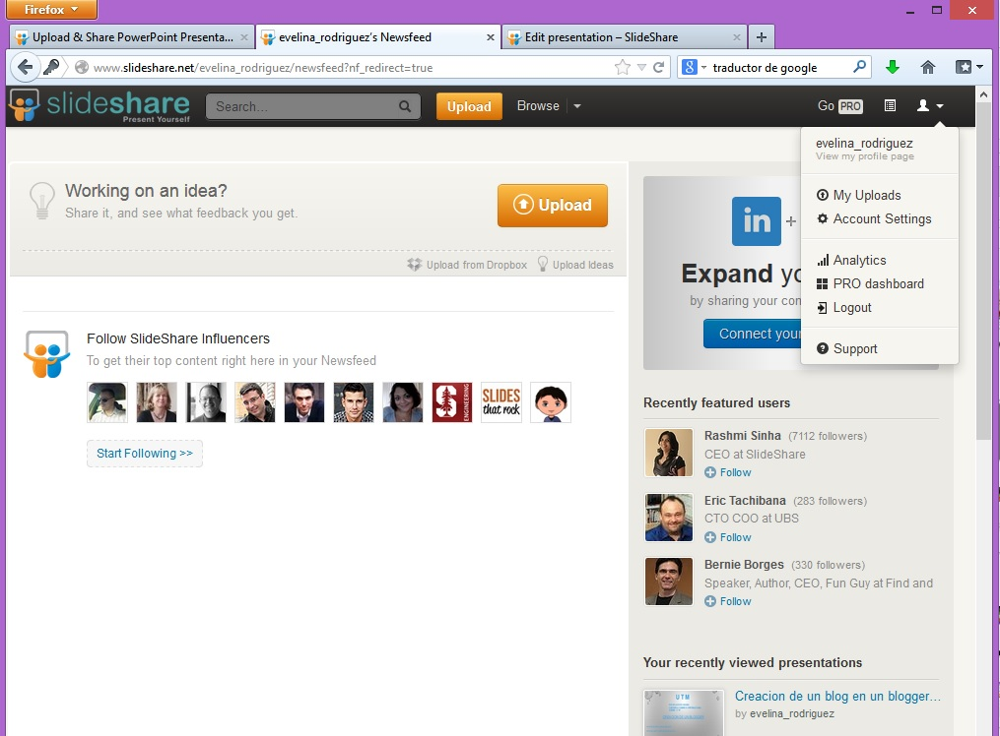 Firefox
Upload & Share PowerPoint Presenta...
evelina_rodriguez's Newsfeed
Edit presentation – SlideShare
www.slideshare.net/evelina_rodriguez/newsfeed?nf_redirect=true
traductor de google
slideshare
Present Yourself
Search...
Upload
Browse
Go PRO
evelina_rodriguez
View my profile page
My Uploads
Account Settings
Analytics
PRO dashboard
Logout
Support
Working on an idea?
Share it, and see what feedback you get.
Upload
Upload from Dropbox
Upload Ideas
in +
Expand yo
by sharing your con
Connect your
Follow SlideShare Influencers
To get their top content right here in your Newsfeed
S ENGINEERING
SLIDES
that rock
Start Following >>
Recently featured users
Rashmi Sinha (7112 followers)
CEO at SlideShare
Follow
Eric Tachibana (283 followers)
CTO COO at UBS
Follow
Bernie Borges (330 followers)
Speaker, Author, CEO, Fun Guy at Find and
Follow
Your recently viewed presentations
UTM
Creacion de un blog en un blogger...
by evelina_rodriguez